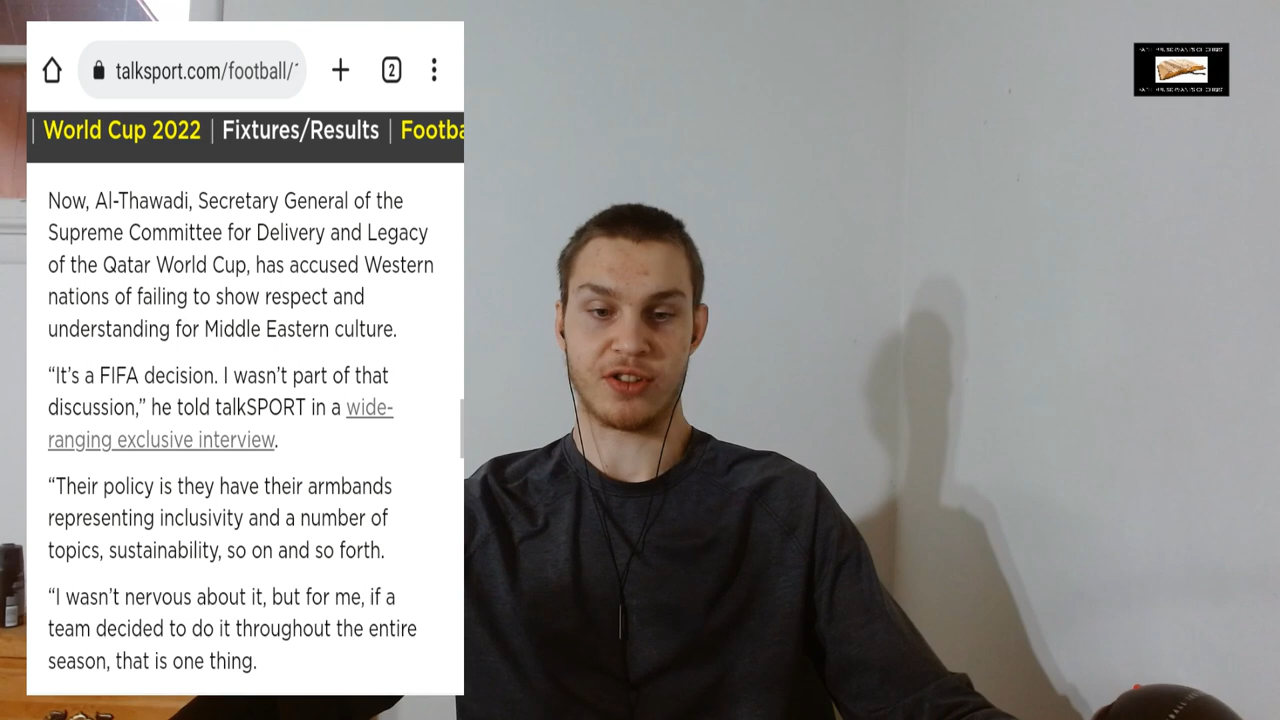 talksport.com/football/
2
| World Cup 2022 | Fixtures/Results | Footba
Now, Al-Thawadi, Secretary General of the
Supreme Committee for Delivery and Legacy
of the Qatar World Cup, has accused Western
nations of failing to show respect and
understanding for Middle Eastern culture.
“It’s a FIFA decision. I wasn’t part of that
discussion,” he told talkSPORT in a wide-
ranging exclusive interview.
“Their policy is they have their armbands
representing inclusivity and a number of
topics, sustainability, so on and so forth.
“I wasn’t nervous about it, but for me, if a
team decided to do it throughout the entire
season, that is one thing.